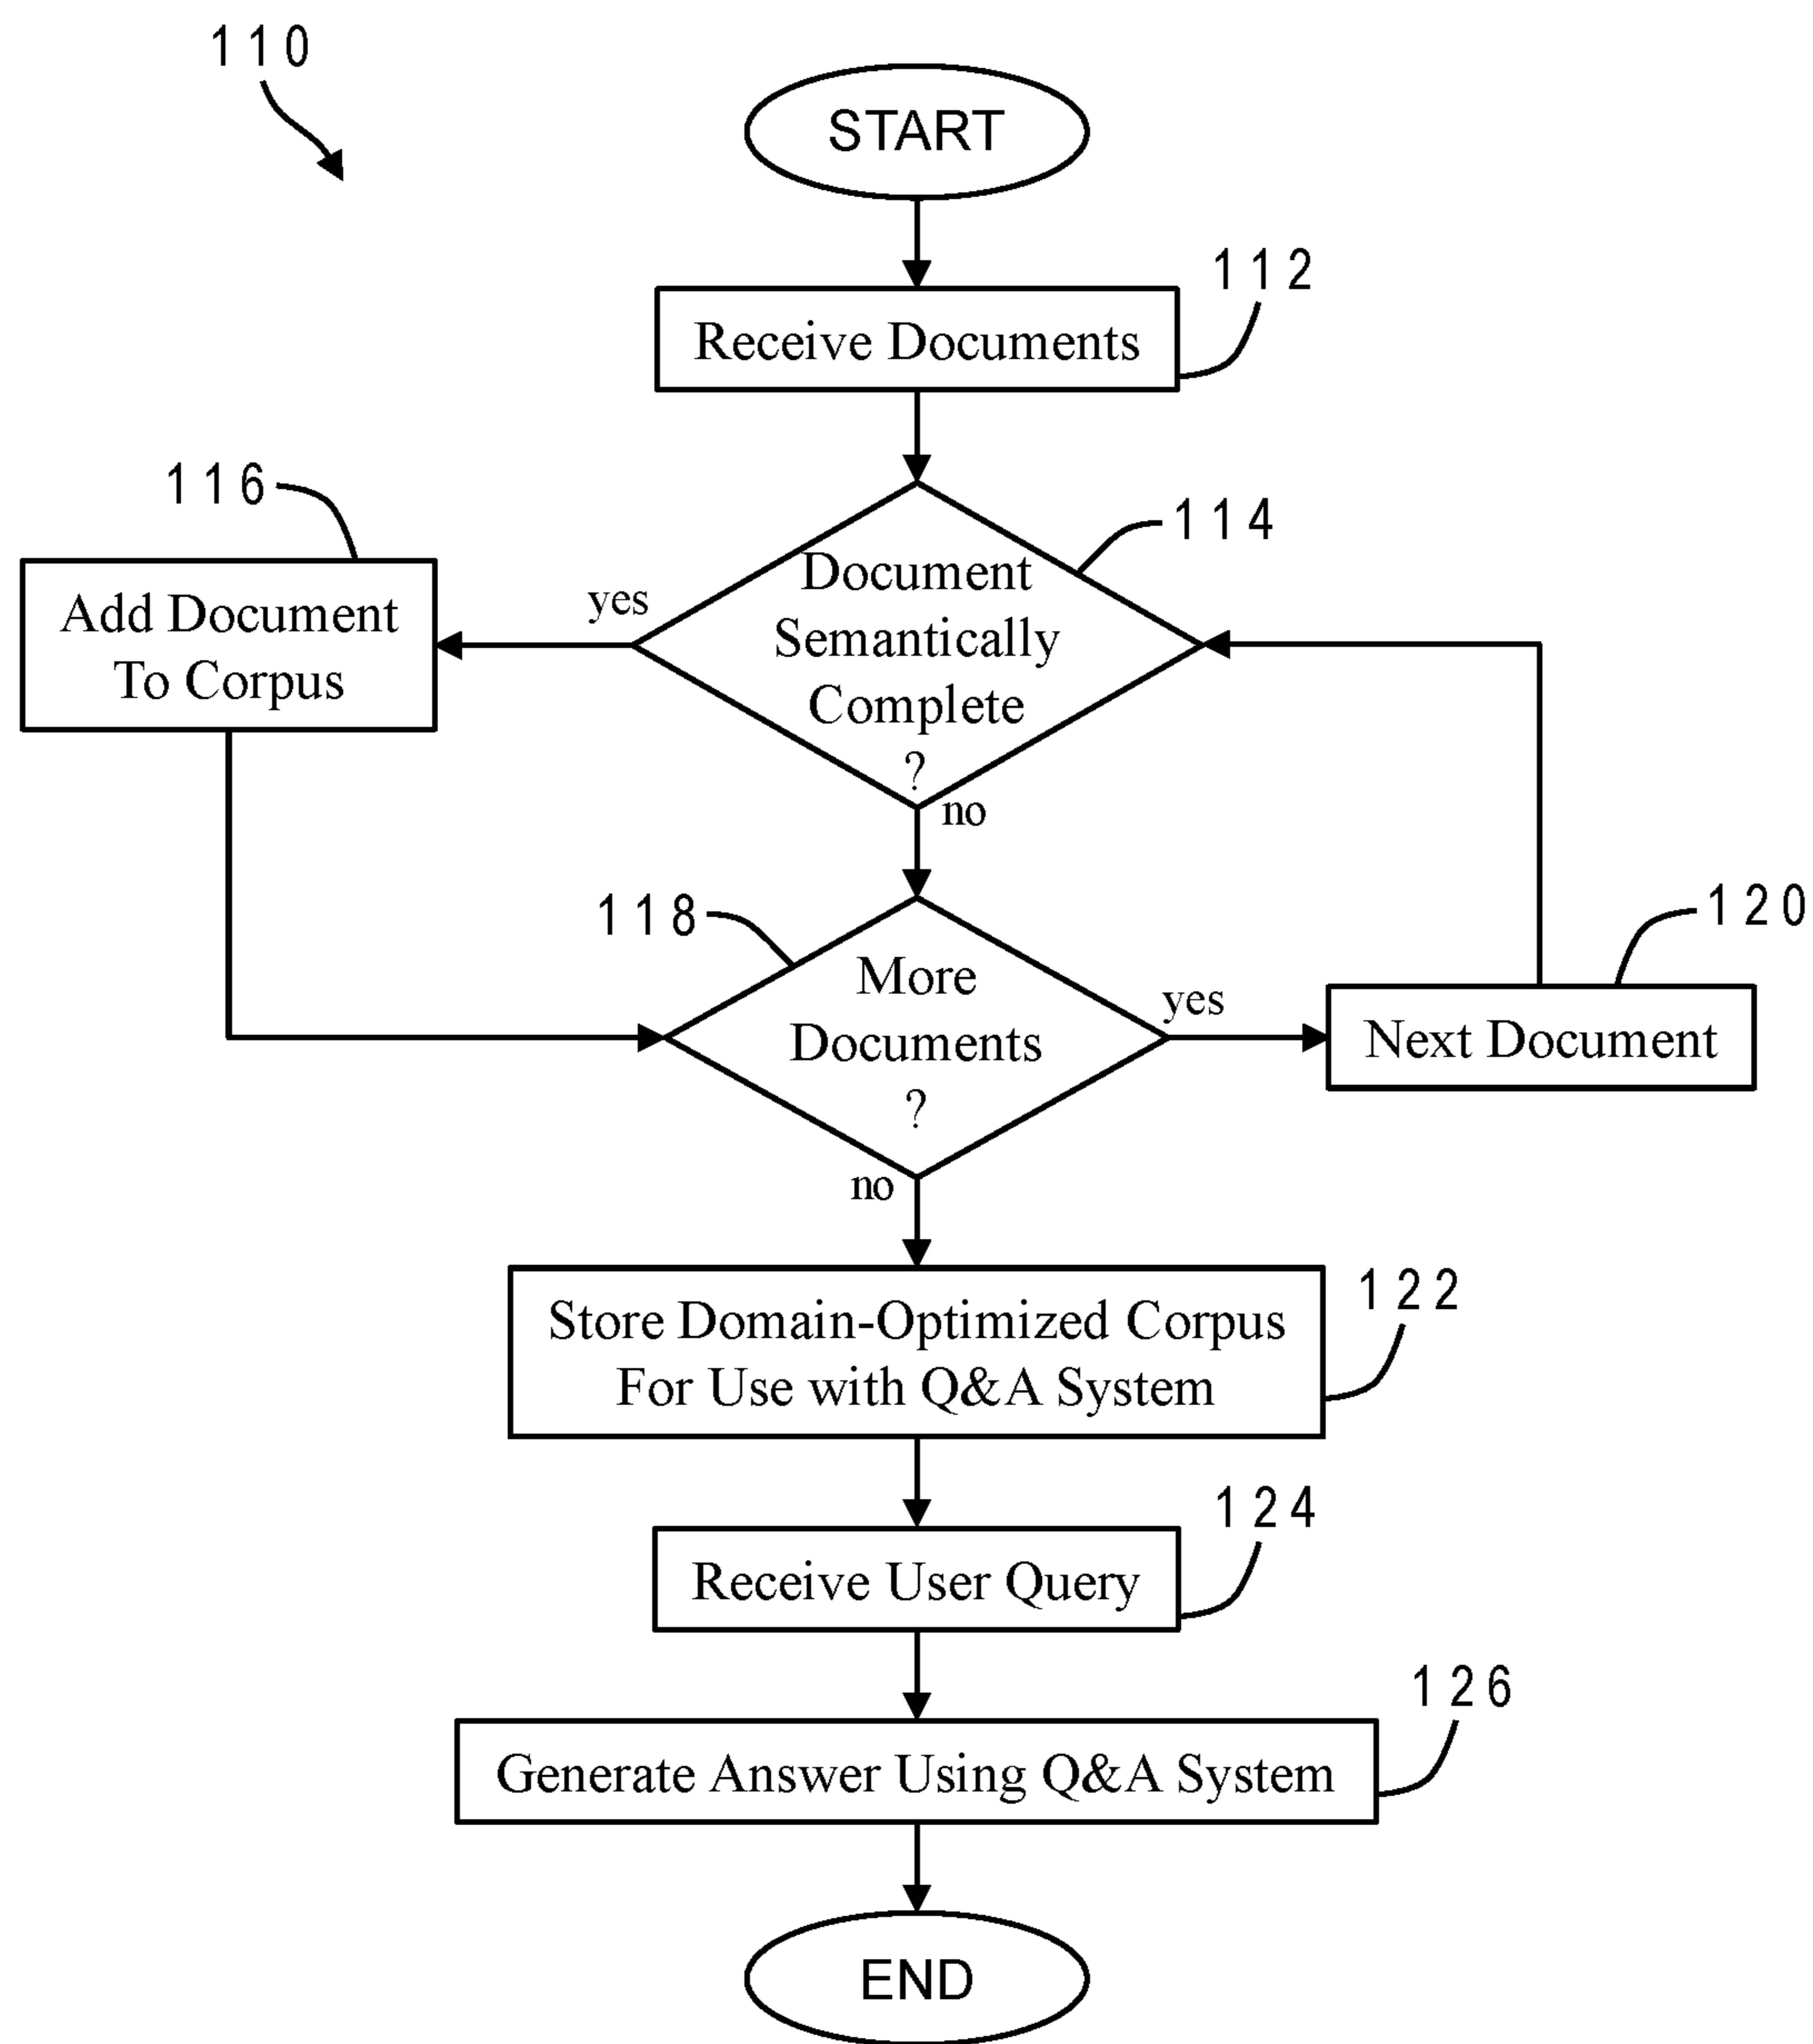 110
START
112
Receive Documents
116
114
Add Document
To Corpus
yes
Document
Semantically
Complete
?
no
118
120
More
Documents
?
yes
Next Document
no
122
Store Domain-Optimized Corpus
For Use with Q&A System
124
Receive User Query
126
Generate Answer Using Q&A System
END